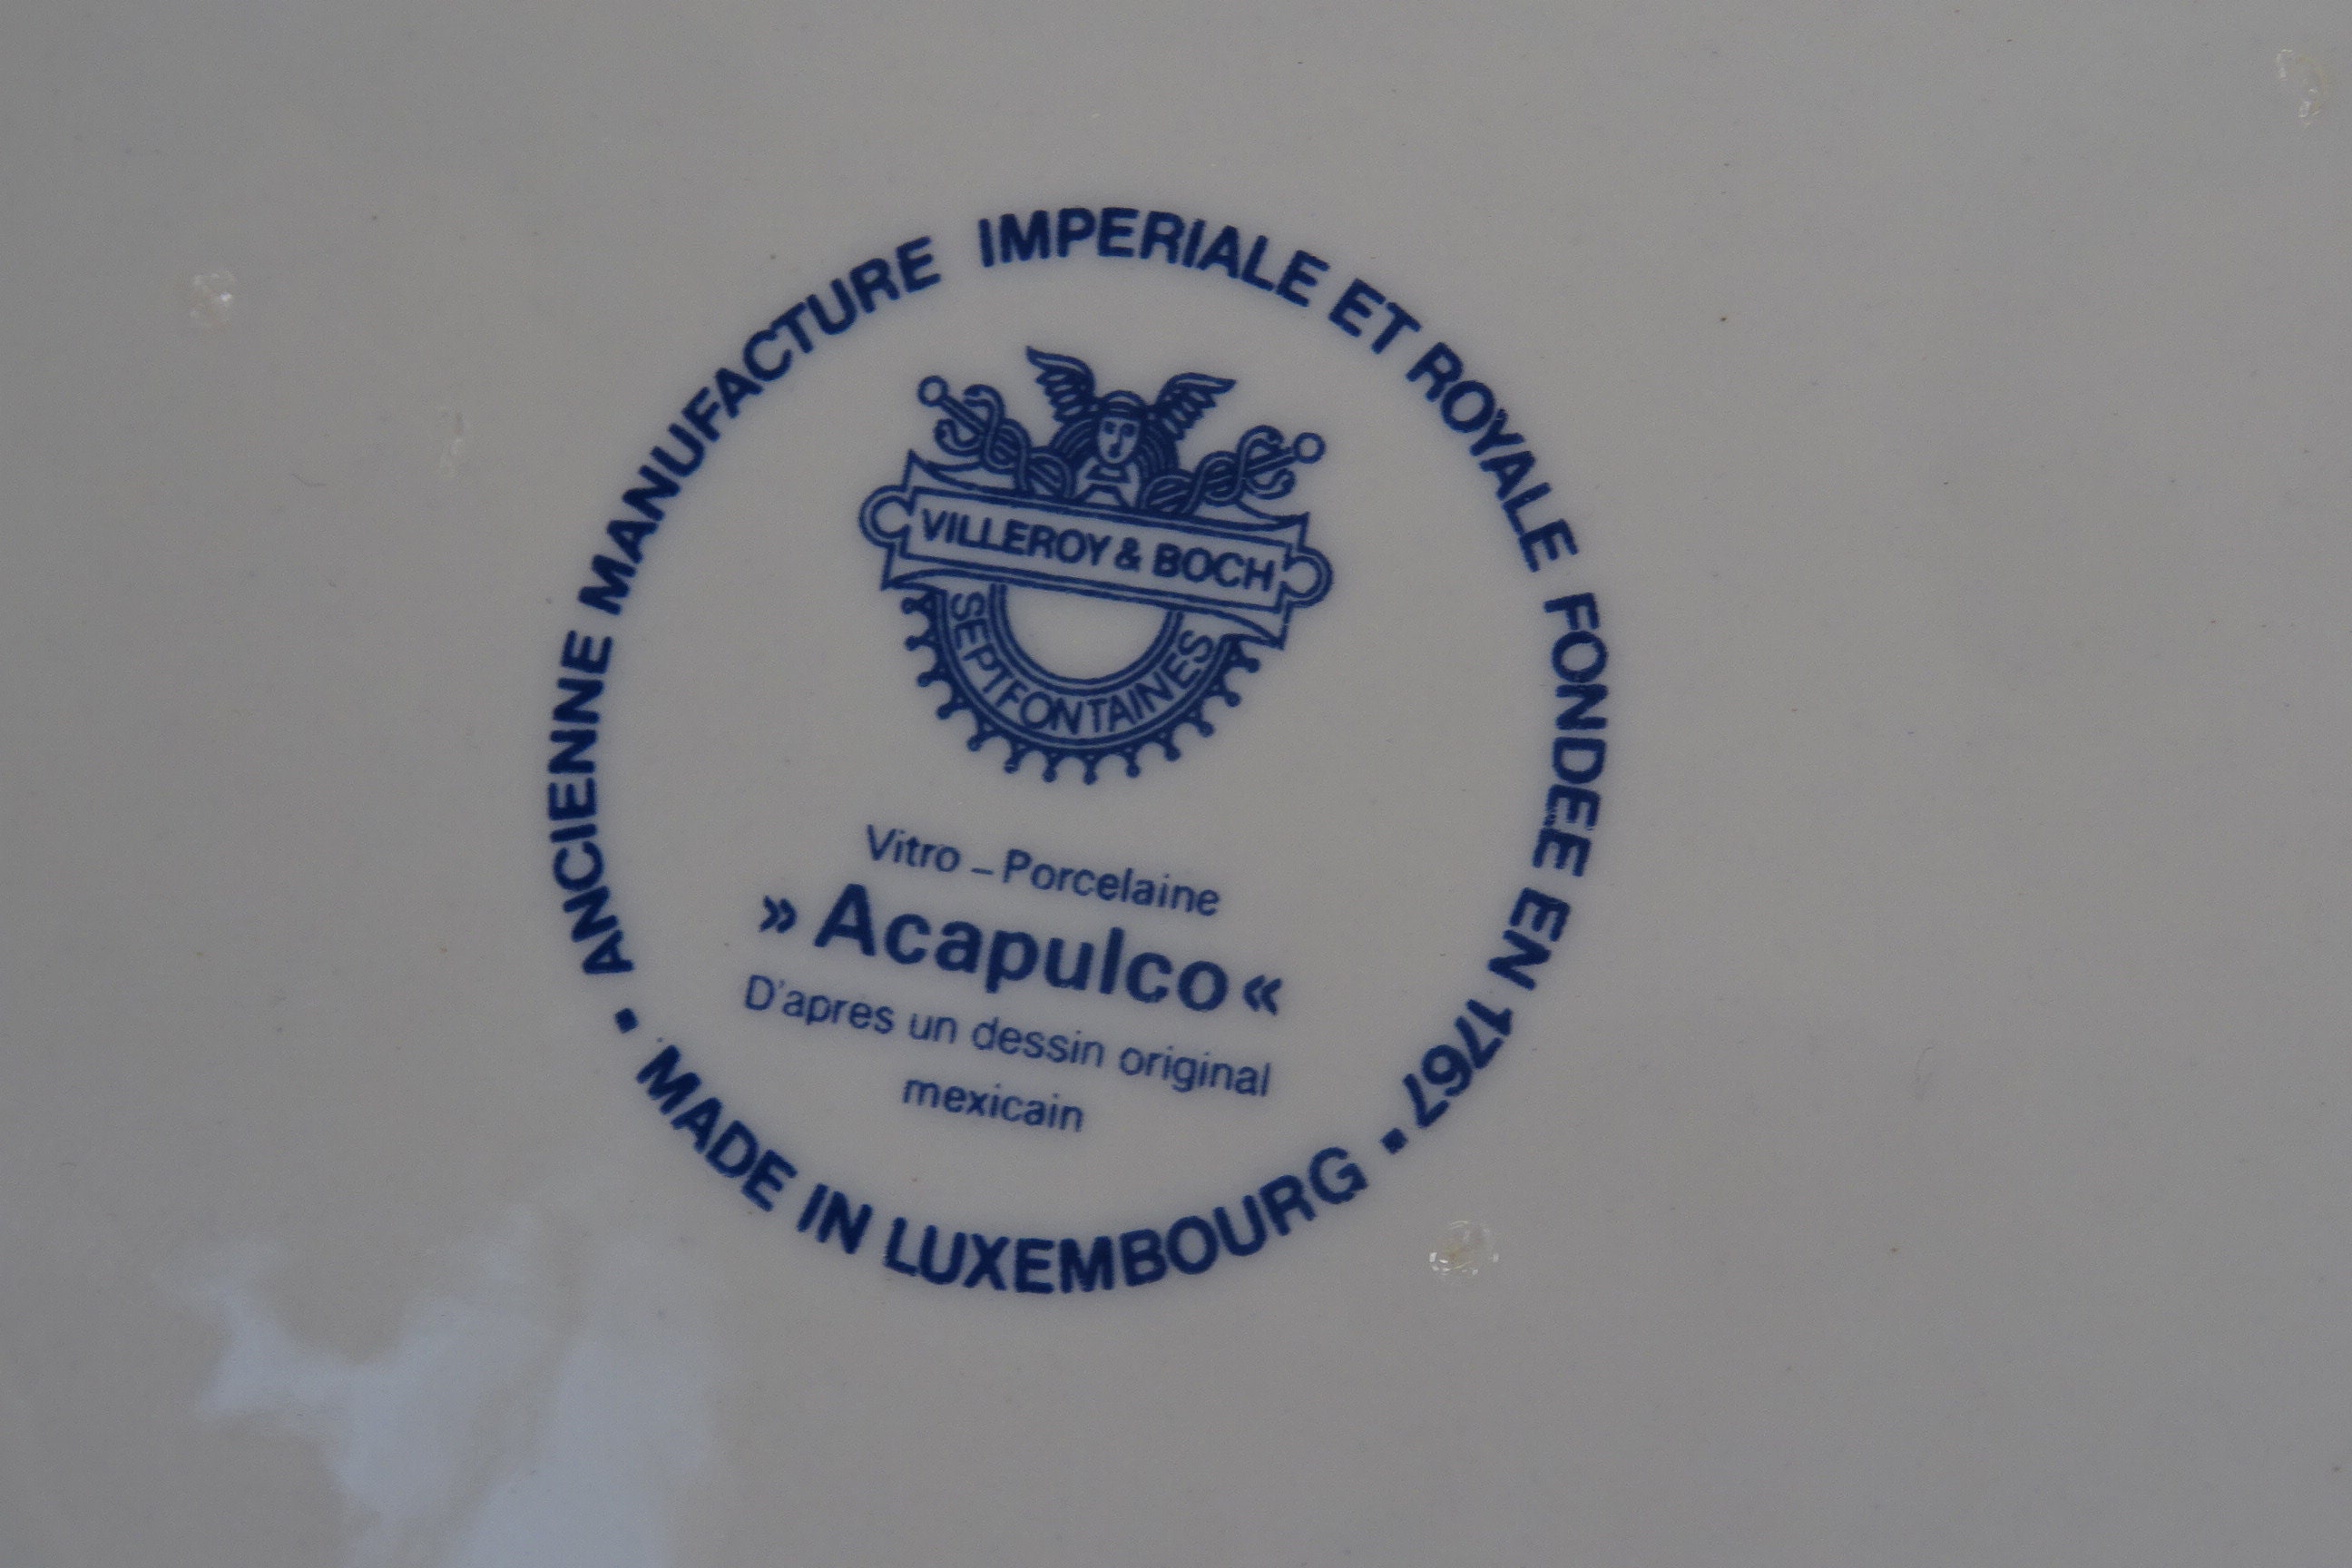 ANCIENNE MANUFACTURE IMPERIALE ET ROYALE FONDEE EN 1767 ▪
VILLEROY & BOCH
SEPTFONTAINES
Vitro – Porcelaine
» Acapulco «
D'apres un dessin original
mexicain
MADE IN LUXEMBOURG ▪